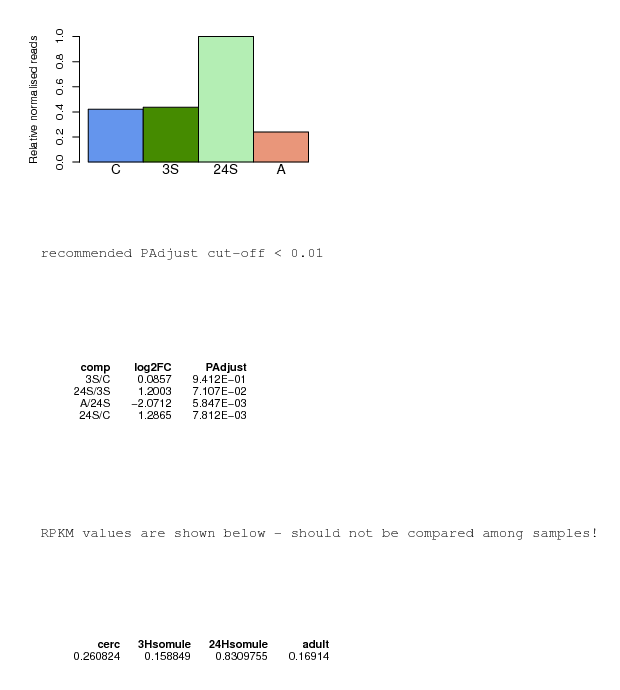 Relative normalised reads
1.0
0.8
0.6
0.4
0.2
0.0
C 3S 24S A
recommended PAdjust cut-off < 0.01
comp log2FC PAdjust
3S/C 0.0857 9.412E−01
24S/3S 1.2003 7.107E−02
A/24S −2.0712 5.847E−03
24S/C 1.2865 7.812E−03
RPKM values are shown below - should not be compared among samples!
cerc 3Hsomule 24Hsomule adult
0.260824 0.158849 0.8309755 0.16914